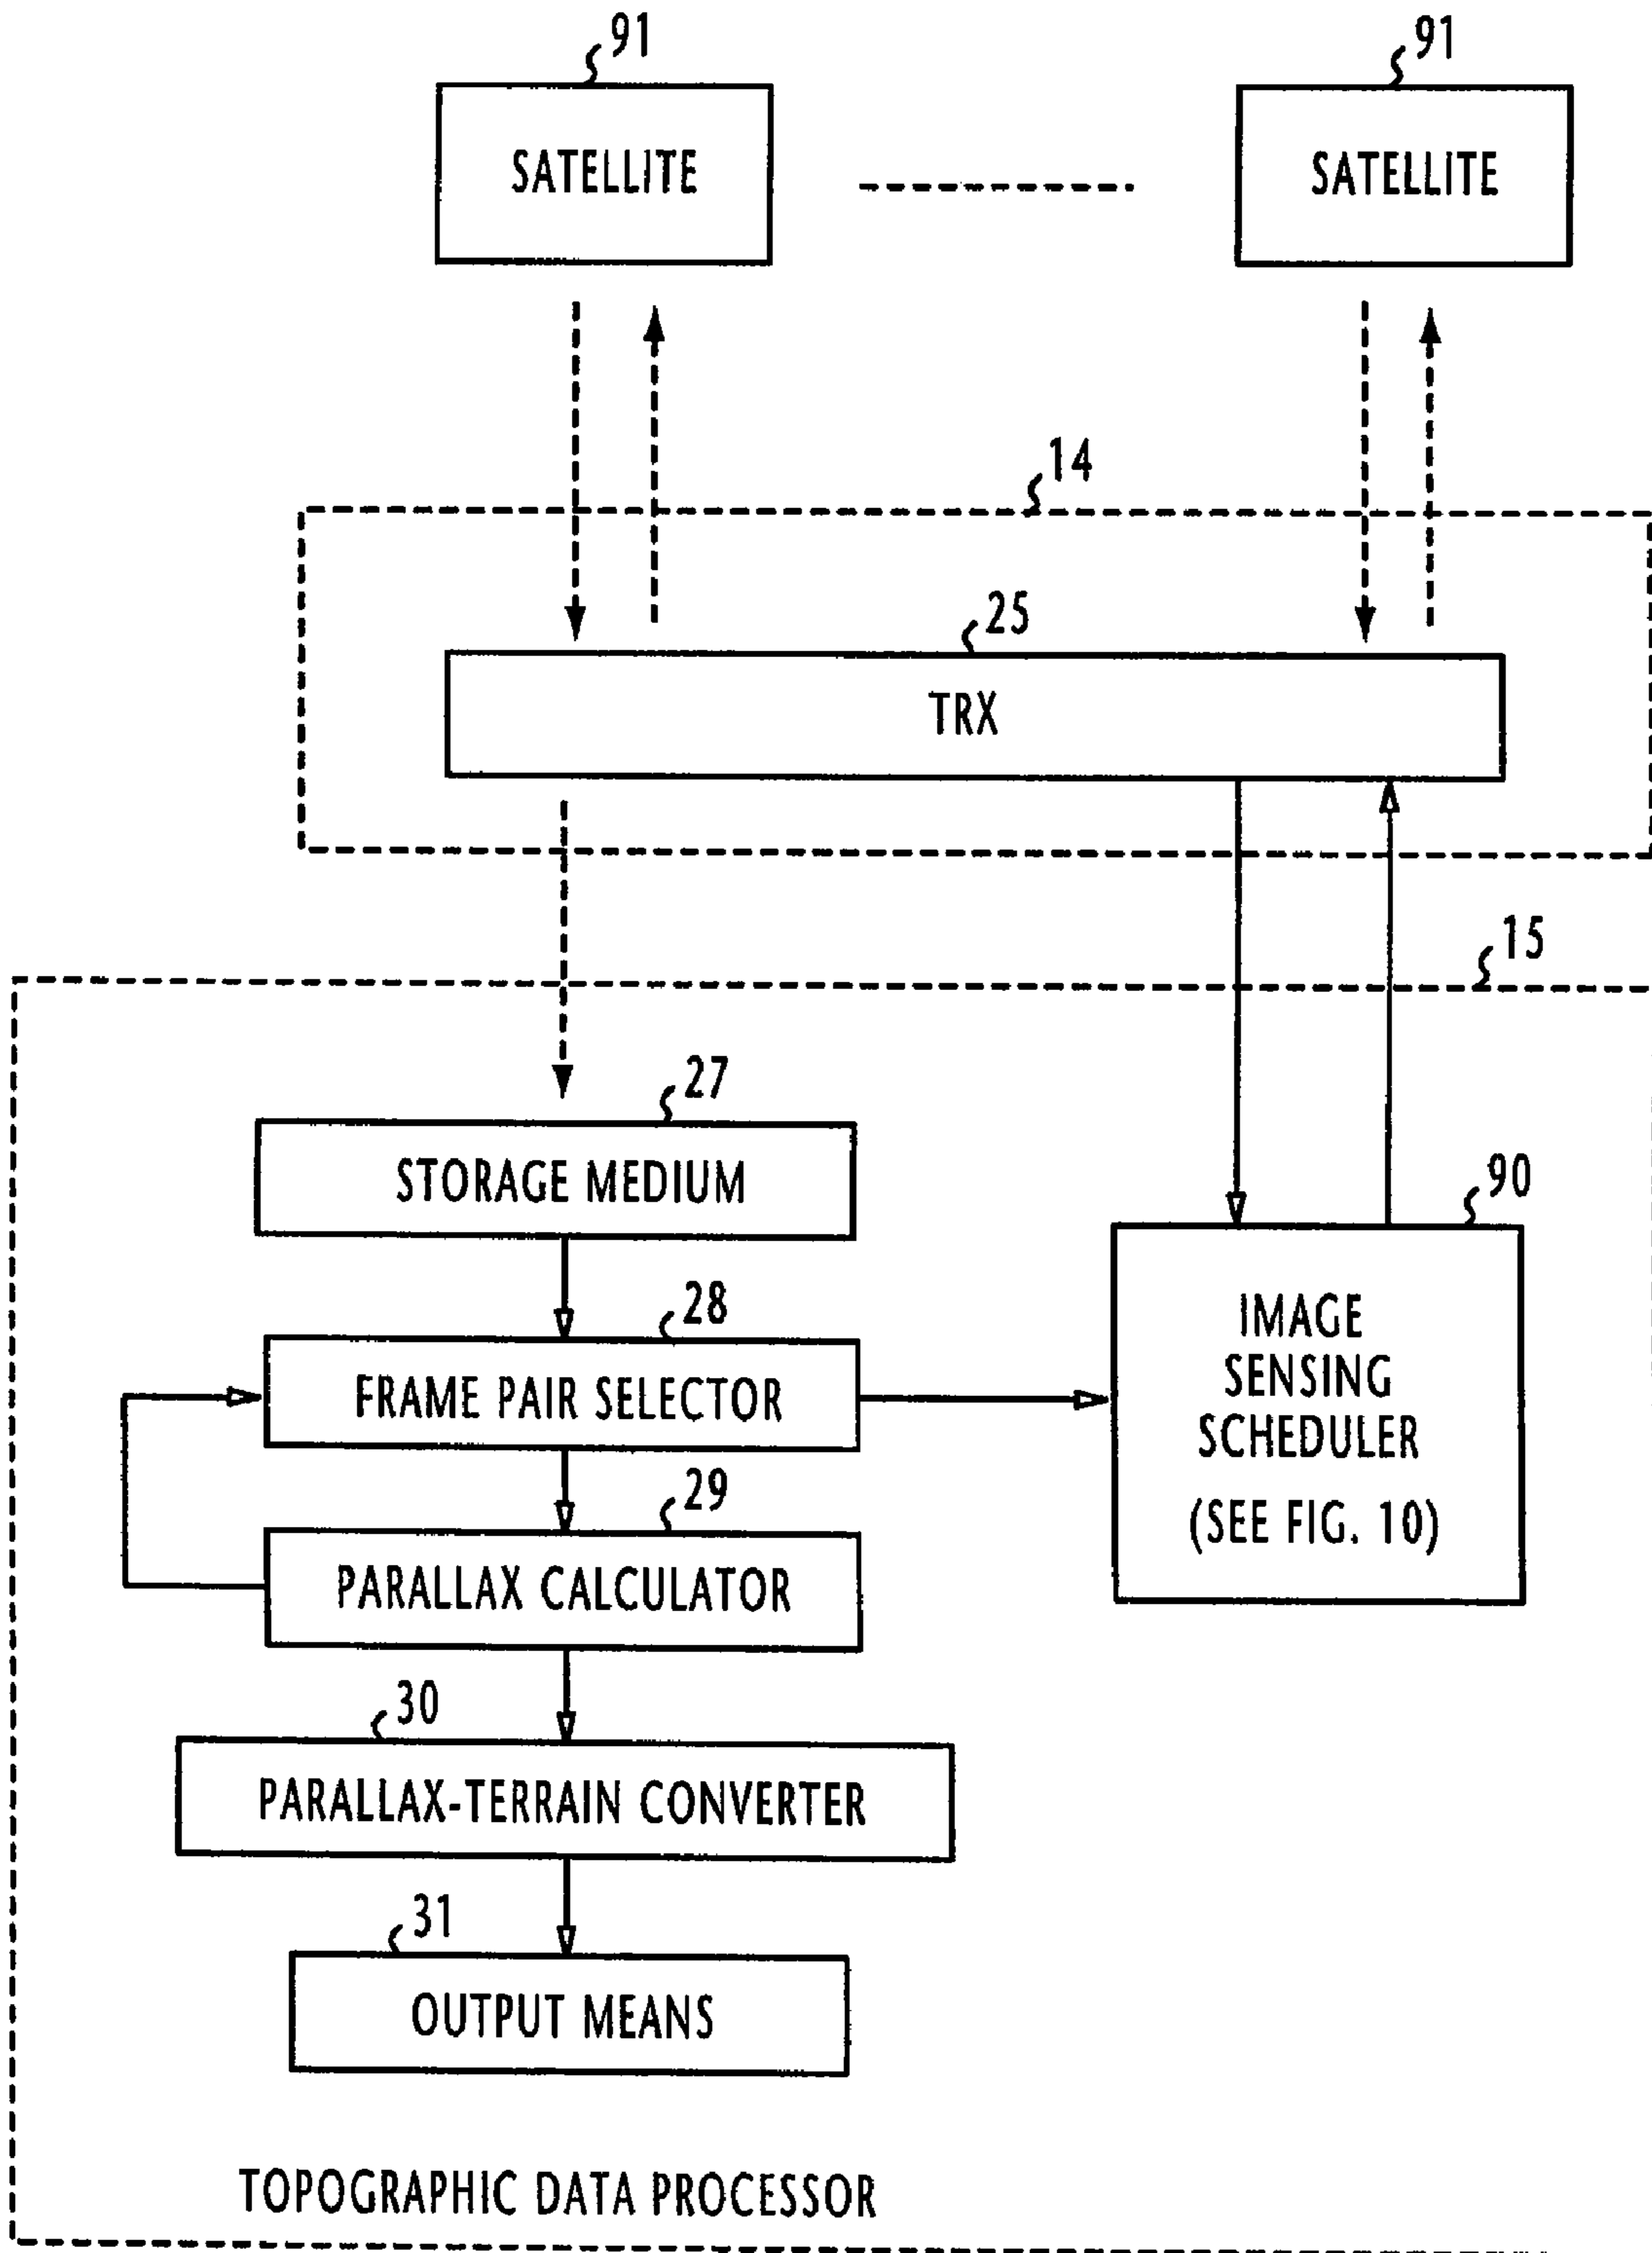 91
91
SATELLITE
SATELLITE
14
25
TRX
15
27
STORAGE MEDIUM
90
28
IMAGE
SENSING
SCHEDULER
(SEE FIG. 10)
FRAME PAIR SELECTOR
29
PARALLAX CALCULATOR
30
PARALLAX-TERRAIN CONVERTER
31
OUTPUT MEANS
TOPOGRAPHIC DATA PROCESSOR